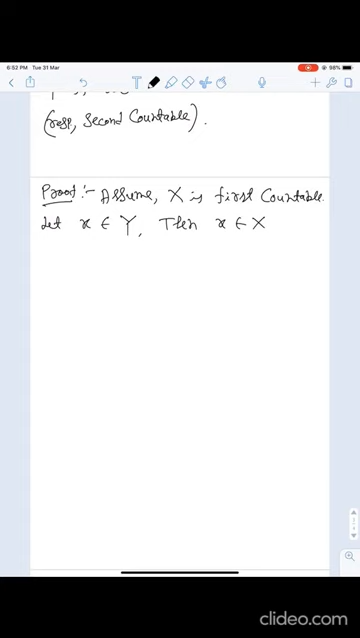 6:52 PM Tue 31 Mar
98%
(resp, Second Countable).
Proof :- Assume, X is first Countable.
Let x ∈ Y, Then x ∈ X
clideo.com